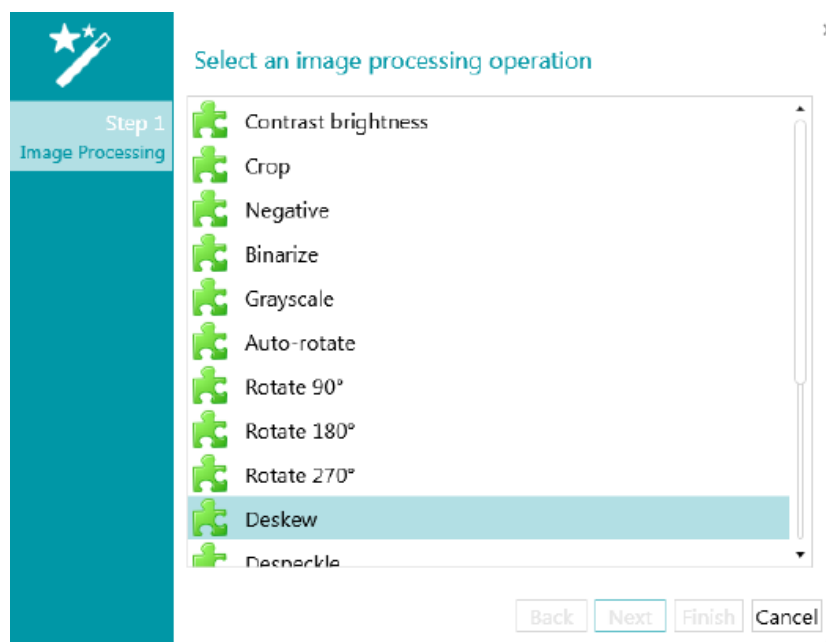 Select an image processing operation
Step 1
Image Processing
Contrast brightness
Crop
Negative
Binarize
Grayscale
Auto-rotate
Rotate 90°
Rotate 180°
Rotate 270°
Deskew
Despeckle
Back Next Finish Cancel